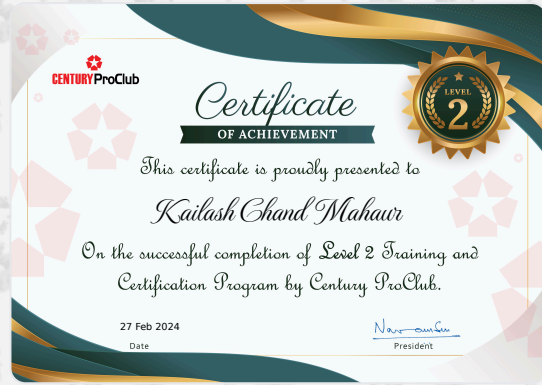 CENTURY ProClub
Certificate
OF ACHIEVEMENT
LEVEL
2
This certificate is proudly presented to
Kailash Chand Mahaur
On the successful completion of Level 2 Training and
Certification Program by Century ProClub.
27 Feb 2024
Date
President